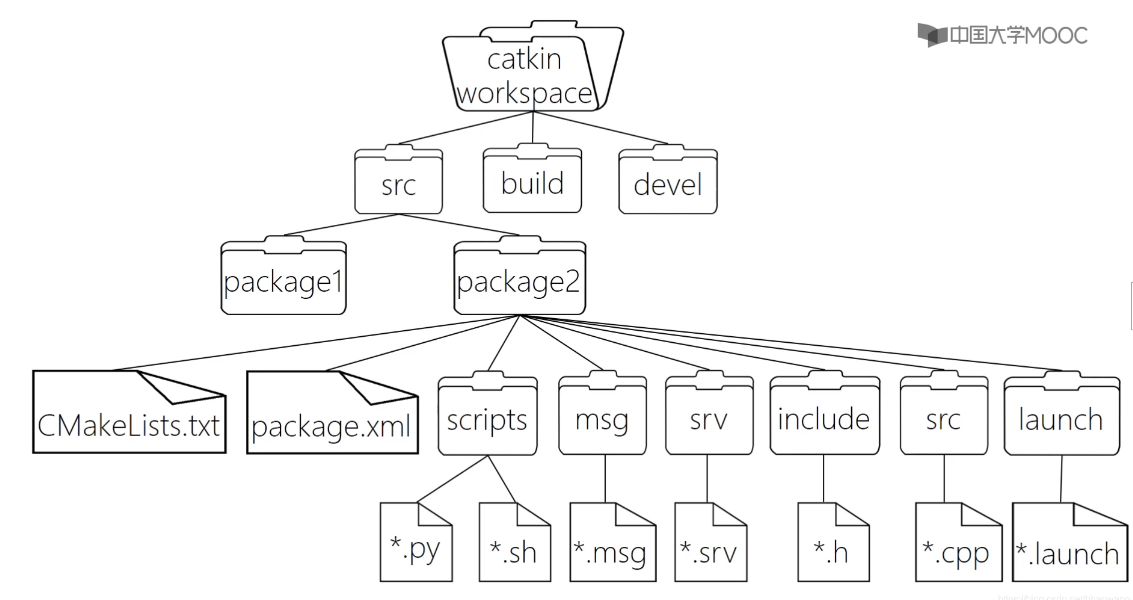 中国大学MOOC
catkin
workspace
src
build
devel
package1
package2
CMakeLists.txt
package.xml
scripts
msg
srv
include
src
launch
*.py
*.sh
*.msg
*.srv
*.h
*.cpp
*.launch